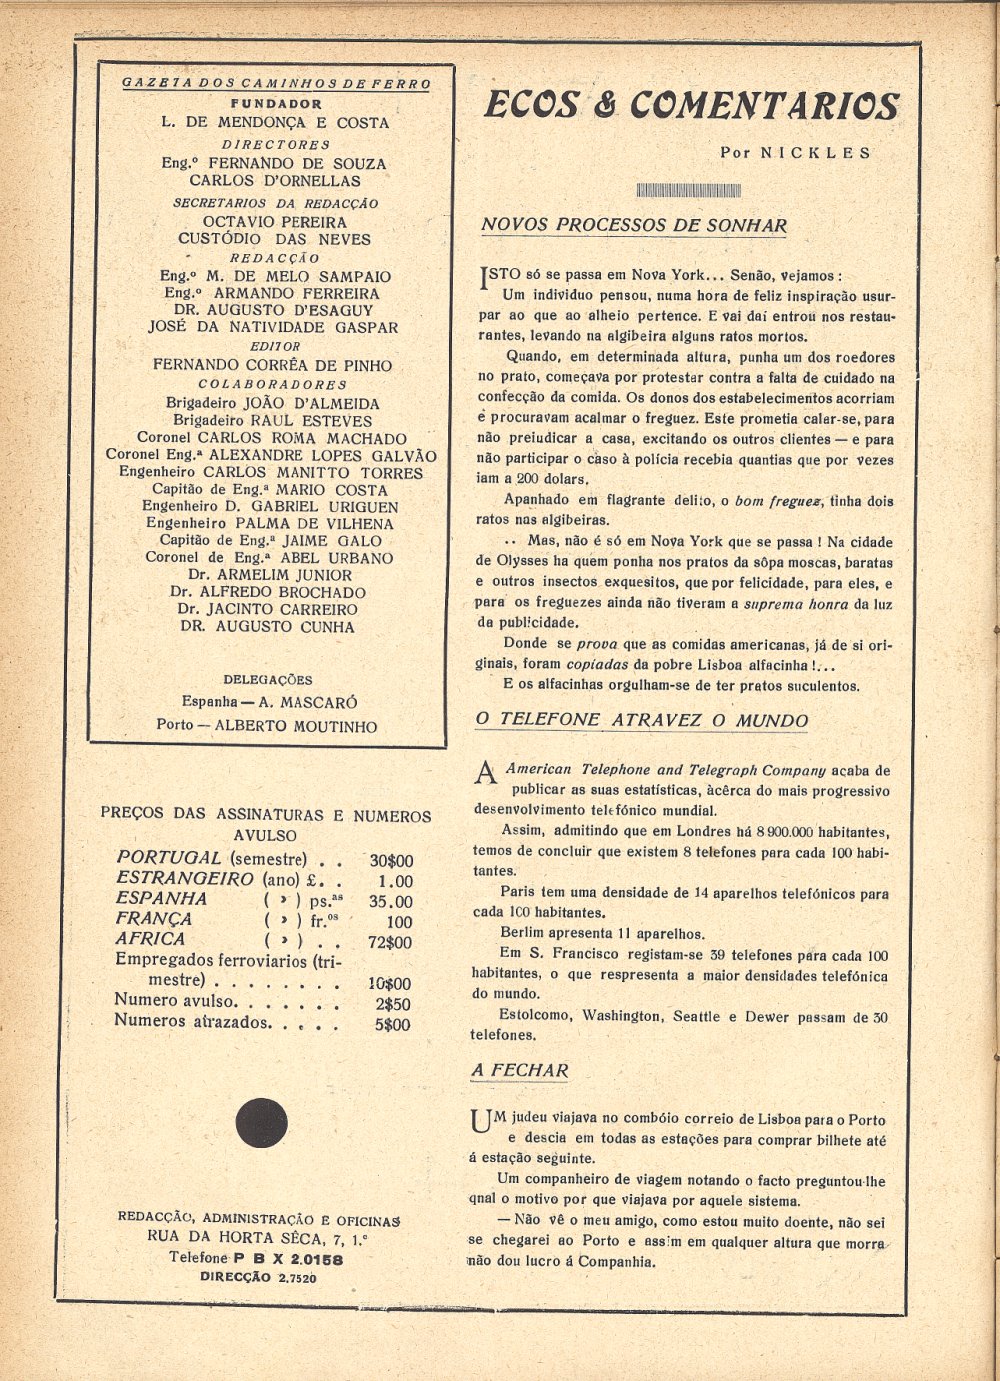 GAZETA DOS CAMINHOS DE FERRO
FUNDADOR
L. DE MENDONÇA E COSTA
DIRECTORES
Eng.º FERNANDO DE SOUZA
CARLOS D'ORNELLAS
SECRETARIOS DA REDACÇÃO
OCTAVIO PEREIRA
CUSTÓDIO DAS NEVES
REDACÇÃO
Eng.º M. DE MELO SAMPAIO
Eng.º ARMANDO FERREIRA
DR. AUGUSTO D'ESAGUY
JOSÉ DA NATIVIDADE GASPAR
EDITOR
FERNANDO CORRÊA DE PINHO
COLABORADORES
Brigadeiro JOÃO D'ALMEIDA
Brigadeiro RAUL ESTEVES
Coronel CARLOS ROMA MACHADO
Coronel Eng.ª ALEXANDRE LOPES GALVÃO
Engenheiro CARLOS MANITTO TORRES
Capitão de Eng.ª MARIO COSTA
Engenheiro D. GABRIEL URIGUEN
Engenheiro PALMA DE VILHENA
Capitão de Eng.ª JAIME GALO
Coronel de Eng.ª ABEL URBANO
Dr. ARMELIM JUNIOR
Dr. ALFREDO BROCHADO
Dr. JACINTO CARREIRO
DR. AUGUSTO CUNHA
DELEGAÇÕES
Espanha — A. MASCARÓ
Porto — ALBERTO MOUTINHO
PREÇOS DAS ASSINATURAS E NUMEROS
AVULSO
PORTUGAL (semestre) . . 30$00
ESTRANGEIRO (ano) £. . 1.00
ESPANHA ( » ) ps.as 35.00
FRANÇA ( » ) fr.os 100
AFRICA ( » ) . . 72$00
Empregados ferroviarios (tri-
mestre) . . . . . . . . 10$00
Numero avulso. . . . . . . 2$50
Numeros atrazados. . . . . 5$00
REDACÇÃO, ADMINISTRAÇÃO E OFICINAS
RUA DA HORTA SÊCA, 7, 1.º
Telefone P B X 2.0158
DIRECÇÃO 2.7520
ECOS & COMENTARIOS
Por NICKLES
NOVOS PROCESSOS DE SONHAR
ISTO só se passa em Nova York... Senão, vejamos :
Um individuo pensou, numa hora de feliz inspiração usur-
par ao que ao alheio pertence. E vai daí entrou nos restau-
rantes, levando na algibeira alguns ratos mortos.
Quando, em determinada altura, punha um dos roedores
no prato, começava por protestar contra a falta de cuidado na
confecção da comida. Os donos dos estabelecimentos acorriam
e procuravam acalmar o freguez. Este prometia calar-se, para
não preiudicar a casa, excitando os outros clientes — e para
não participar o caso à polícia recebia quantias que por vezes
iam a 200 dolars.
Apanhado em flagrante delito, o bom freguez, tinha dois
ratos nas algibeiras.
.. Mas, não é só em Nova York que se passa ! Na cidade
de Olysses ha quem ponha nos pratos da sôpa moscas, baratas
e outros insectos exquesitos, que por felicidade, para eles, e
para os freguezes ainda não tiveram a suprema honra da luz
da publicidade.
Donde se prova que as comidas americanas, já de si ori-
ginais, foram copiadas da pobre Lisboa alfacinha !...
E os alfacinhas orgulham-se de ter pratos suculentos.
O TELEFONE ATRAVEZ O MUNDO
A American Telephone and Telegraph Company acaba de
publicar as suas estatísticas, àcêrca do mais progressivo
desenvolvimento telefónico mundial.
Assim, admitindo que em Londres há 8 900.000 habitantes,
temos de concluir que existem 8 telefones para cada 100 habi-
tantes.
Paris tem uma densidade de 14 aparelhos telefónicos para
cada 100 habitantes.
Berlim apresenta 11 aparelhos.
Em S. Francisco registam-se 39 telefones para cada 100
habitantes, o que respresenta a maior densidades telefónica
do mundo.
Estolcomo, Washington, Seattle e Dewer passam de 30
telefones.
A FECHAR
UM judeu viajava no combóio correio de Lisboa para o Porto
e descia em todas as estações para comprar bilhete até
á estação seguinte.
Um companheiro de viagem notando o facto preguntou-lhe
qnal o motivo por que viajava por aquele sistema.
— Não vê o meu amigo, como estou muito doente, não sei
se chegarei ao Porto e assim em qualquer altura que morra
não dou lucro á Companhia.